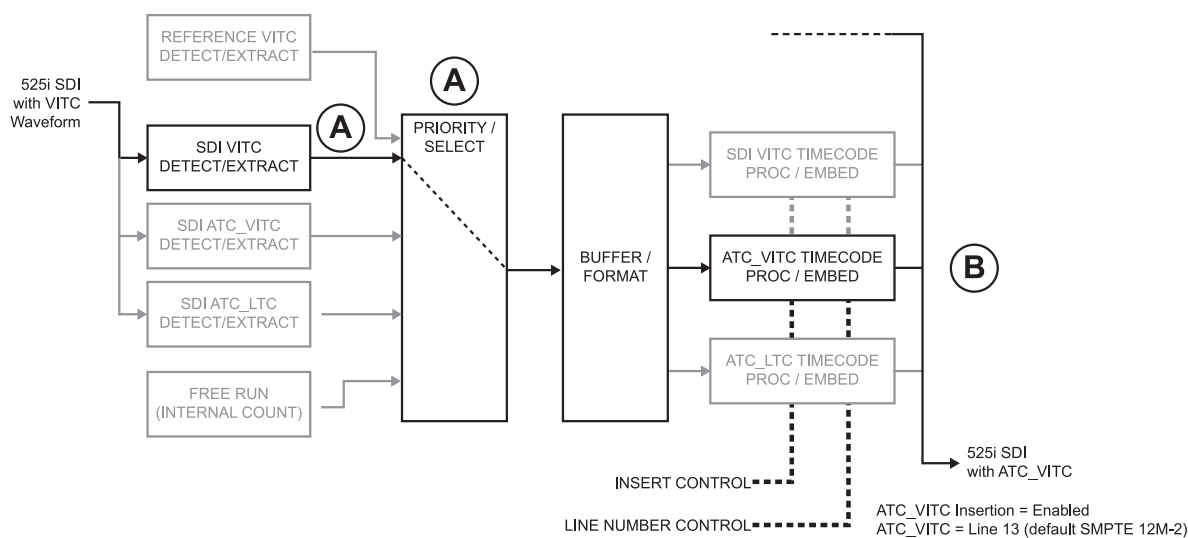 REFERENCE VITC
DETECT/EXTRACT
525i SDI
with VITC
Waveform
A
A
SDI VITC
DETECT/EXTRACT
PRIORITY /
SELECT
SDI ATC_VITC
DETECT/EXTRACT
SDI ATC_LTC
DETECT/EXTRACT
FREE RUN
(INTERNAL COUNT)
BUFFER /
FORMAT
SDI VITC TIMECODE
PROC / EMBED
ATC_VITC TIMECODE
PROC / EMBED
B
ATC_LTC TIMECODE
PROC / EMBED
525i SDI
with ATC_VITC
INSERT CONTROL
LINE NUMBER CONTROL
ATC_VITC Insertion = Enabled
ATC_VITC = Line 13 (default SMPTE 12M-2)